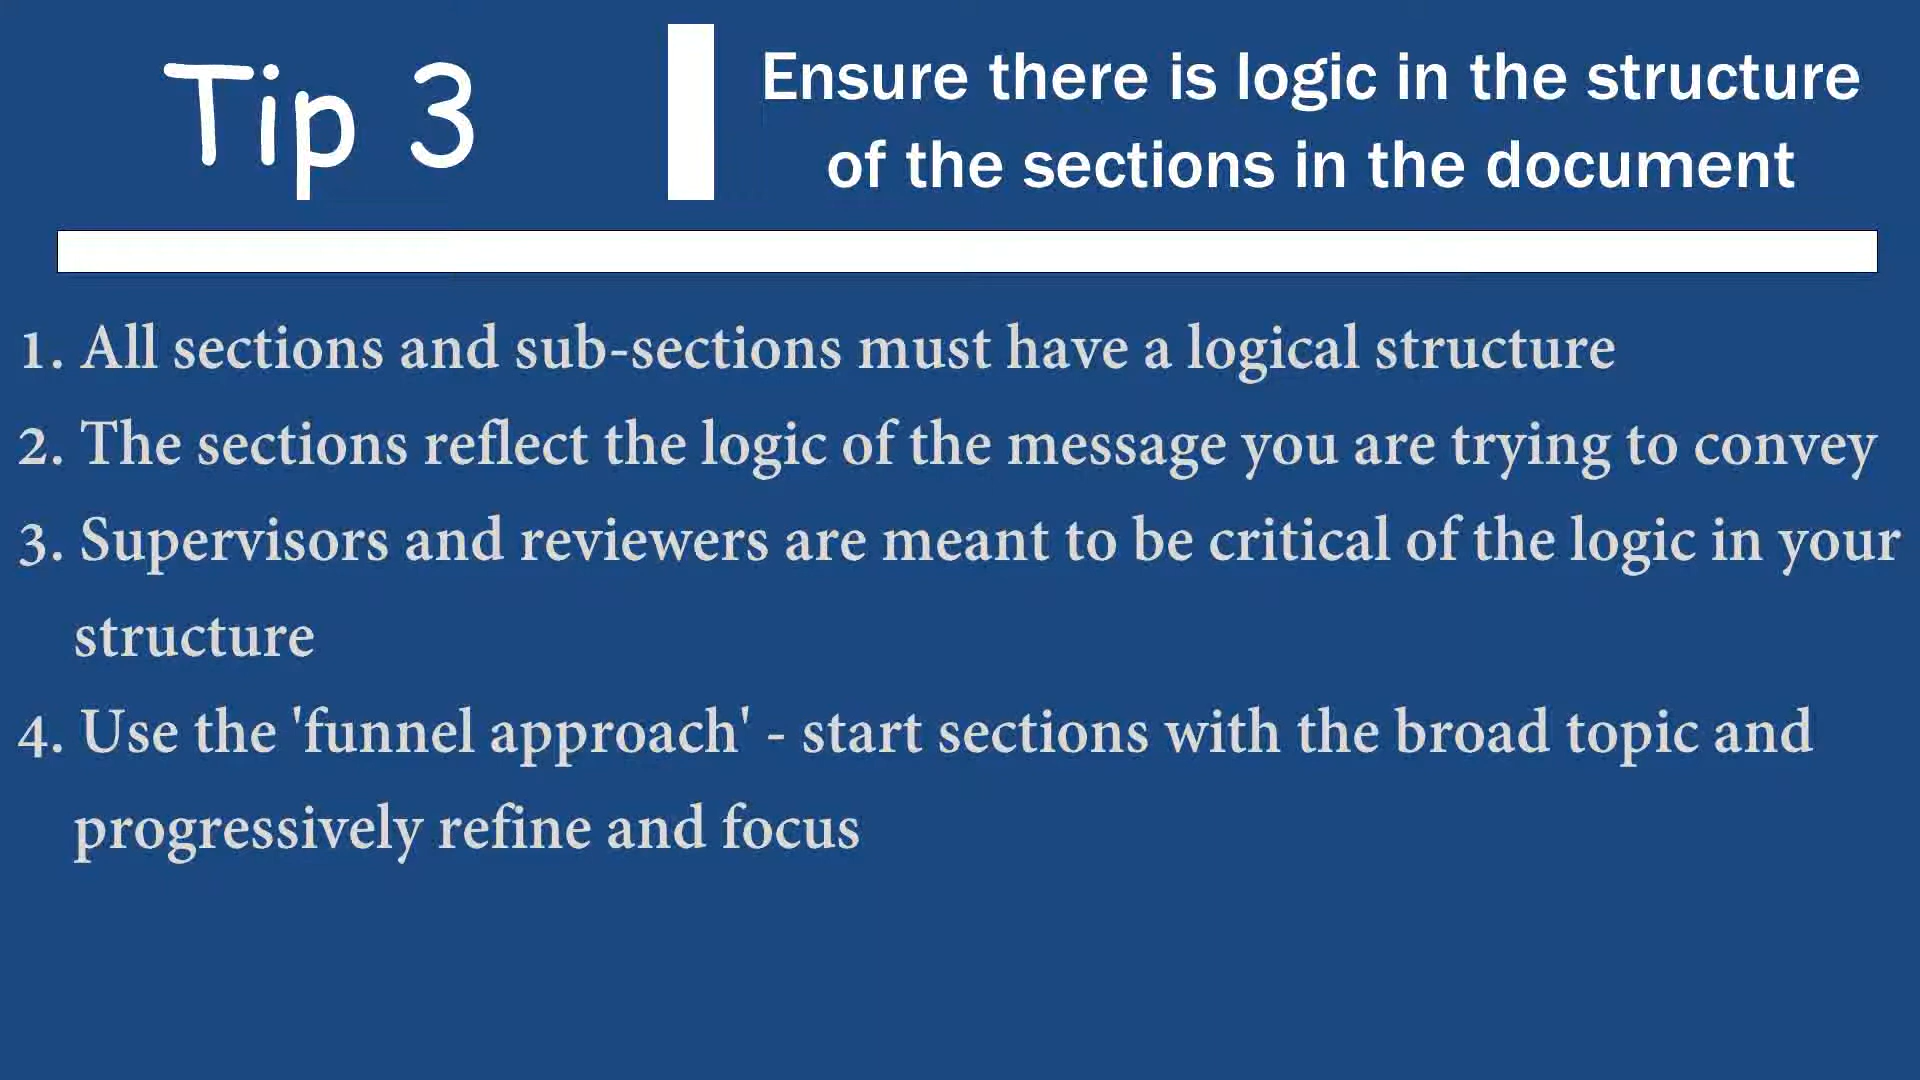 Tip 3
Ensure there is logic in the structure
of the sections in the document
1. All sections and sub-sections must have a logical structure
2. The sections reflect the logic of the message you are trying to convey
3. Supervisors and reviewers are meant to be critical of the logic in your
structure
4. Use the 'funnel approach' - start sections with the broad topic and
progressively refine and focus